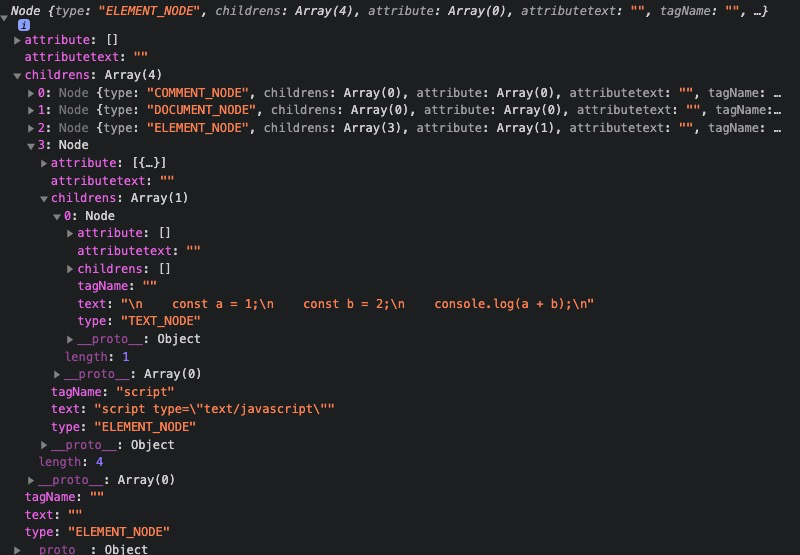 Node {type: "ELEMENT_NODE", childrens: Array(4), attribute: Array(0), attributetext: "", tagName: "", …}
i
attribute: []
attributetext: ""
childrens: Array(4)
0: Node {type: "COMMENT_NODE", childrens: Array(0), attribute: Array(0), attributetext: "", tagName: …
1: Node {type: "DOCUMENT_NODE", childrens: Array(0), attribute: Array(0), attributetext: "", tagName:…
2: Node {type: "ELEMENT_NODE", childrens: Array(3), attribute: Array(1), attributetext: "", tagName: …
3: Node
attribute: [{…}]
attributetext: ""
childrens: Array(1)
0: Node
attribute: []
attributetext: ""
childrens: []
tagName: ""
text: "\n    const a = 1;\n    const b = 2;\n    console.log(a + b);\n"
type: "TEXT_NODE"
__proto__: Object
length: 1
__proto__: Array(0)
tagName: "script"
text: "script type=\"text/javascript\""
type: "ELEMENT_NODE"
__proto__: Object
length: 4
__proto__: Array(0)
tagName: ""
text: ""
type: "ELEMENT_NODE"
__proto__: Object